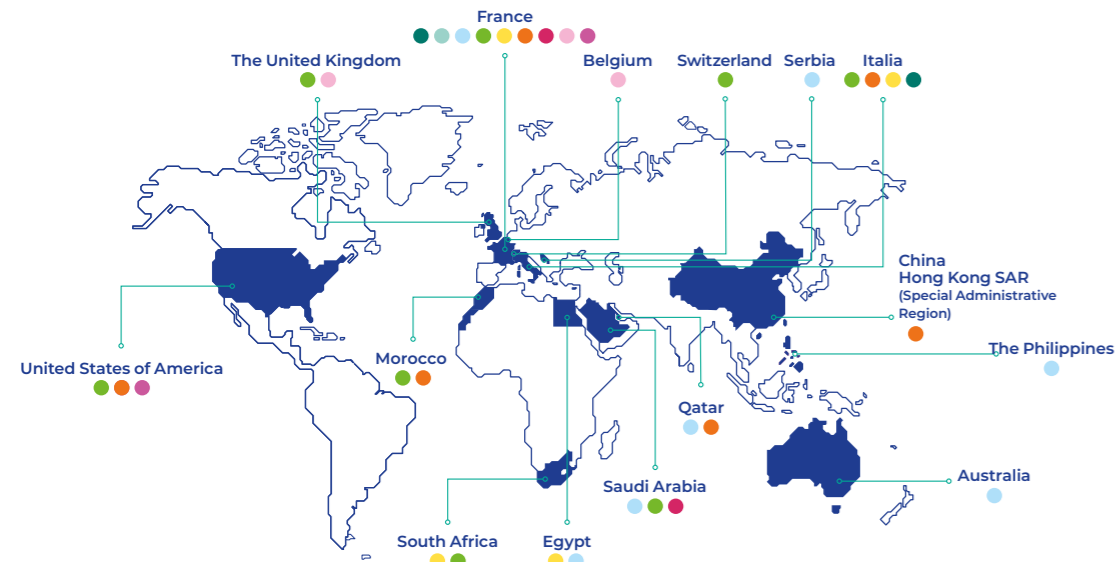 France
The United Kingdom
Belgium
Switzerland
Serbia
Italia
China
Hong Kong SAR
(Special Administrative
Region)
The Philippines
United States of America
Morocco
Qatar
Saudi Arabia
Australia
South Africa
Egypt